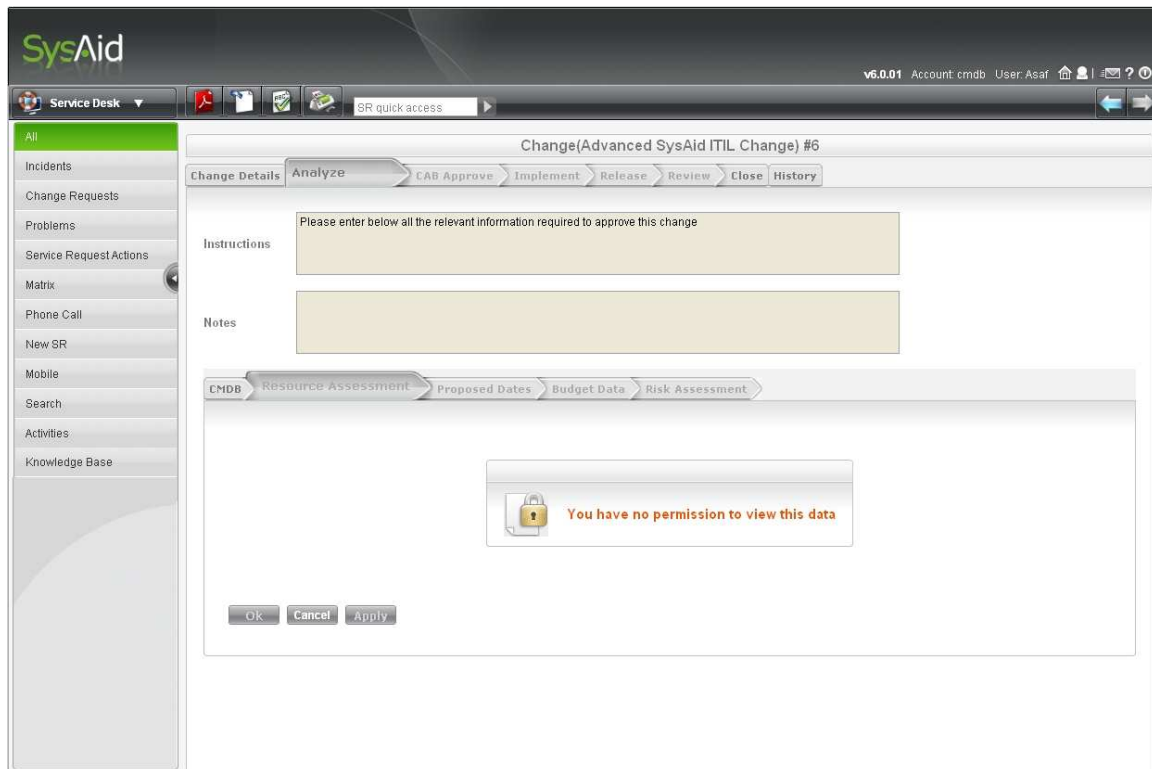 SysAid
v6.0.01 Account: cmdb User: Asaf
Service Desk
SR quick access
All
Incidents
Change Requests
Problems
Service Request Actions
Matrix
Phone Call
New SR
Mobile
Search
Activities
Knowledge Base
Change(Advanced SysAid ITIL Change) #6
Change Details Analyze CAB Approve Implement Release Review Close History
Instructions
Please enter below all the relevant information required to approve this change
Notes
CMDB Resource Assessment Proposed Dates Budget Data Risk Assessment
You have no permission to view this data
Ok Cancel Apply